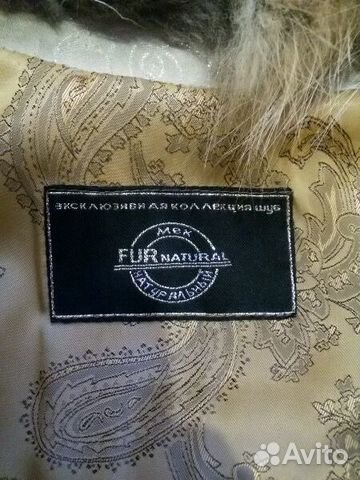 ЭКСКЛЮЗИВНАЯ КОЛЛЕКЦИЯ ШУБ
Мех
FUR NATURAL
НАТУРАЛЬНЫЙ
Avito